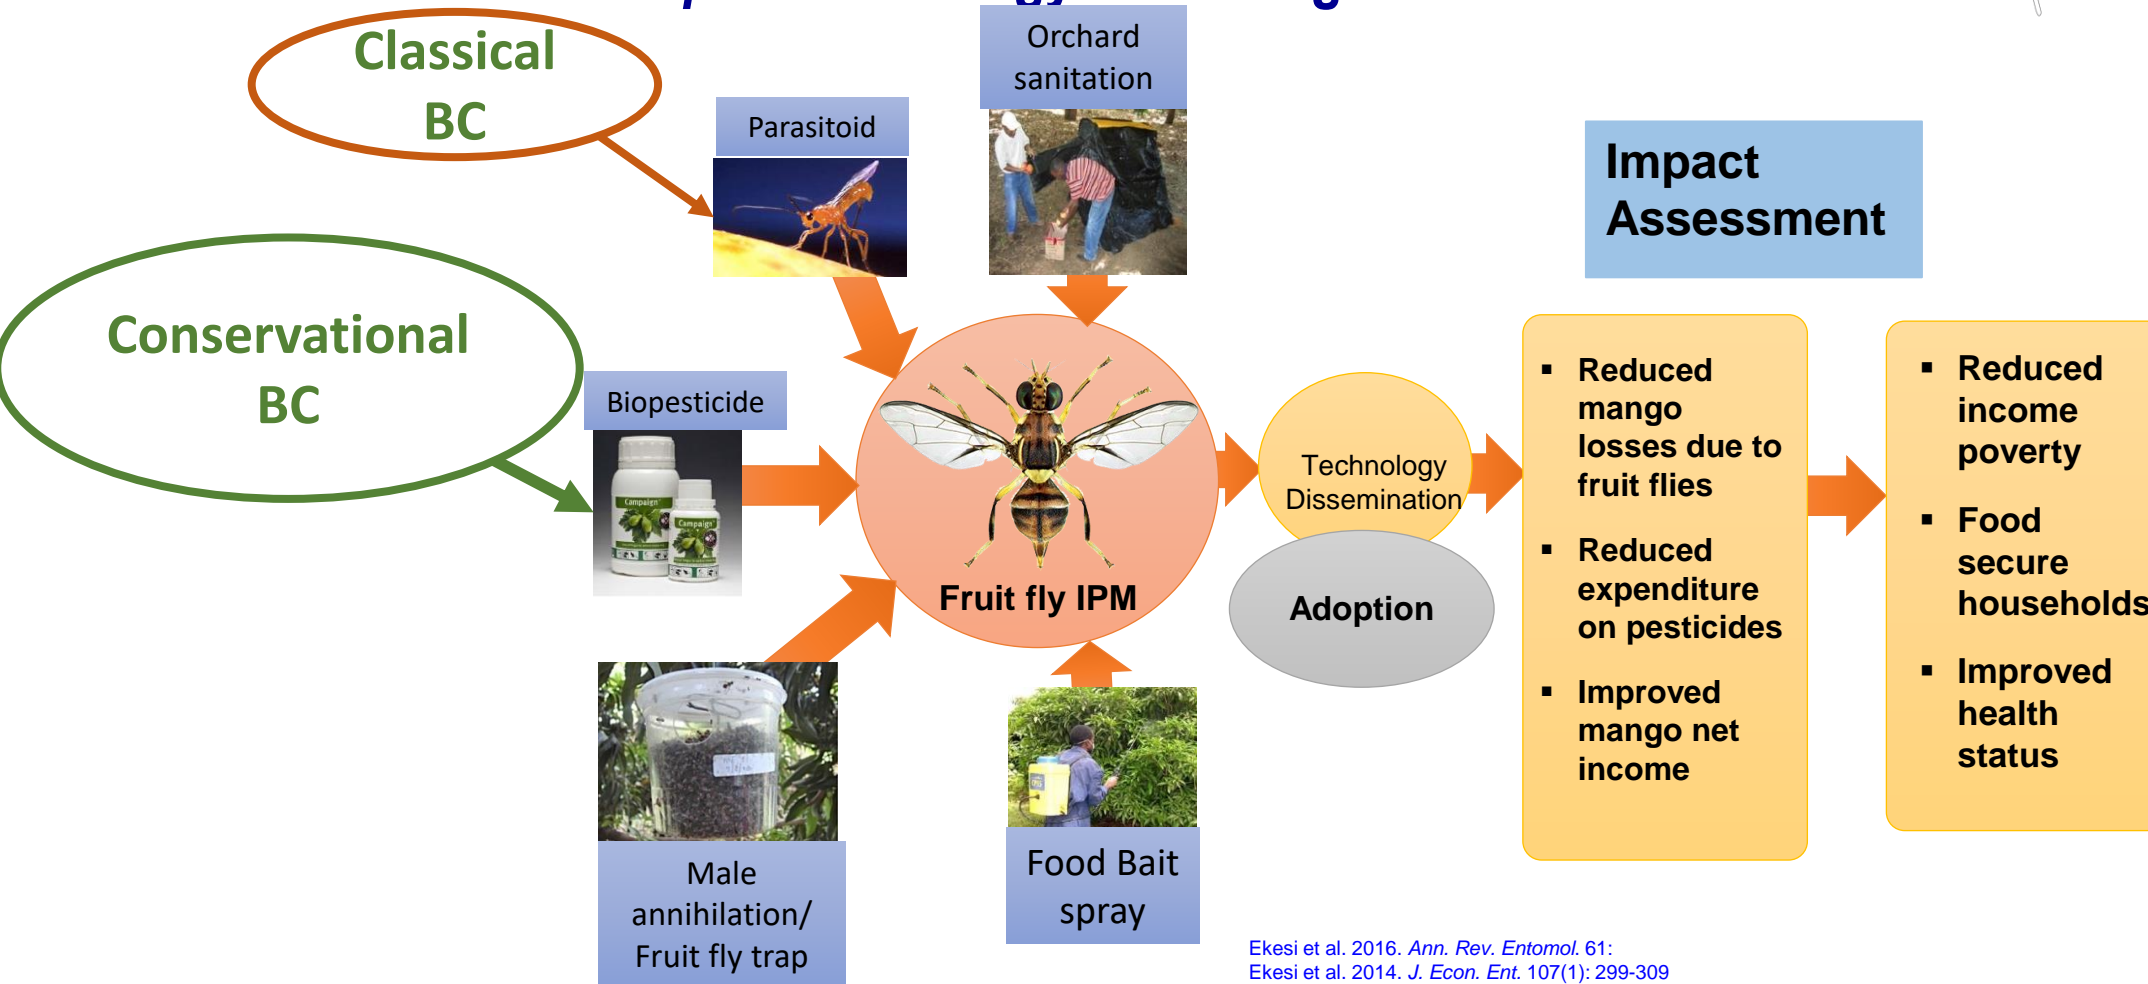 Classical
BC
Parasitoid
Orchard
sanitation
Impact
Assessment
Conservational
BC
Biopesticide
Campaign
Campaign
Fruit fly IPM
Technology
Dissemination
Adoption
▪ Reduced
mango
losses due to
fruit flies
▪ Reduced
expenditure
on pesticides
▪ Improved
mango net
income
▪ Reduced
income
poverty
▪ Food
secure
households
▪ Improved
health
status
Male
annihilation/
Fruit fly trap
Food Bait
spray
Ekesi et al. 2016. Ann. Rev. Entomol. 61:
Ekesi et al. 2014. J. Econ. Ent. 107(1): 299-309